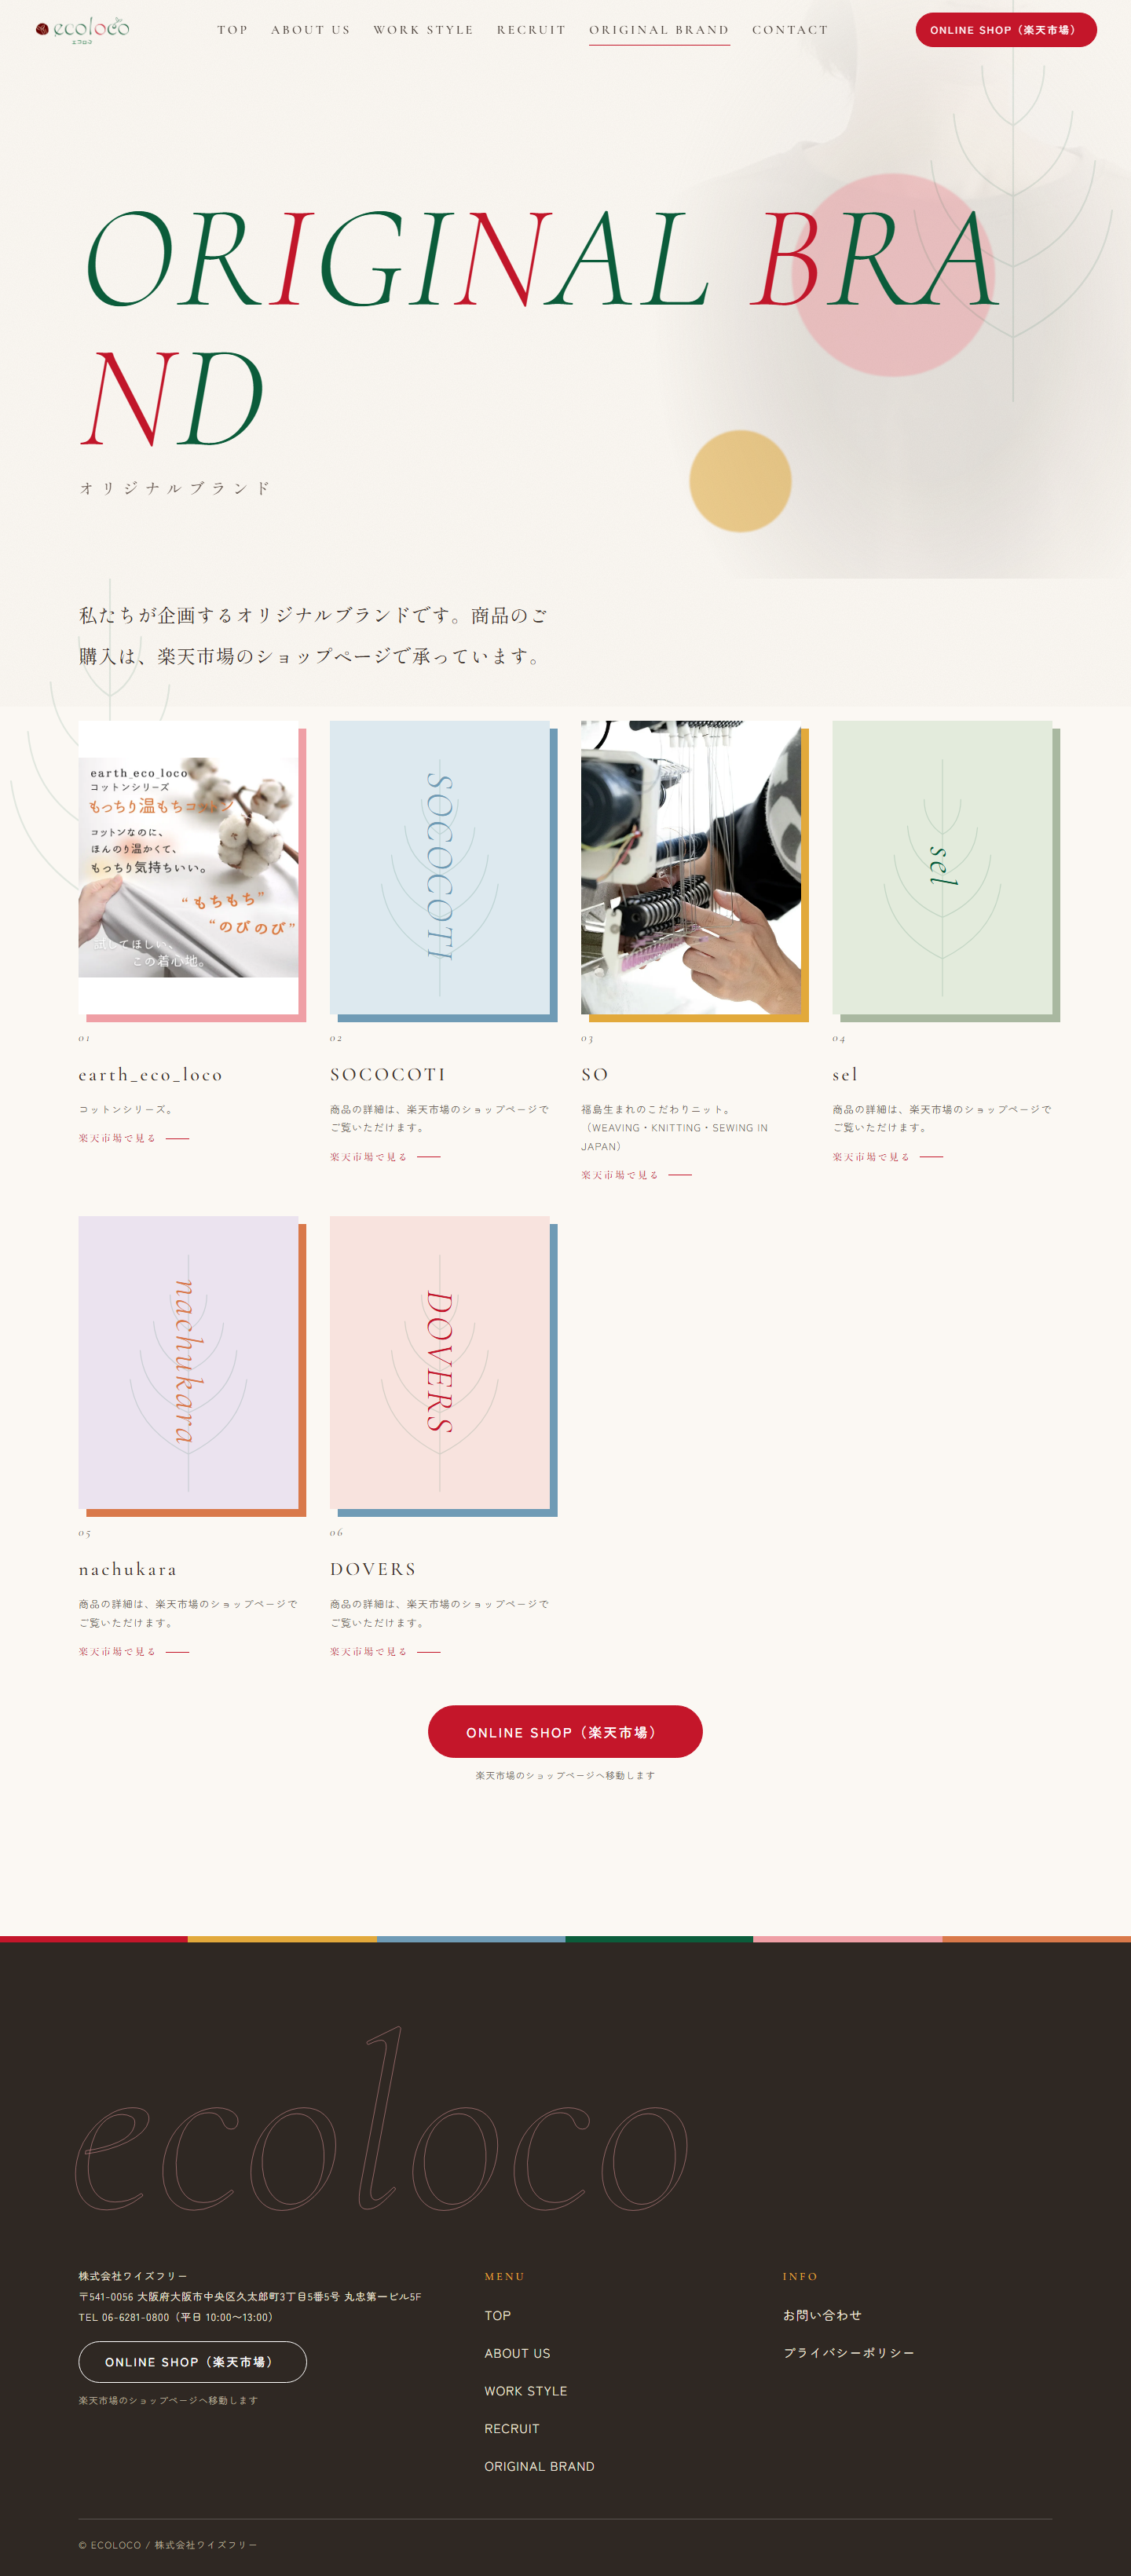 ecoloco
エコロコ
TOP ABOUT US WORK STYLE RECRUIT ORIGINAL BRAND CONTACT
ONLINE SHOP（楽天市場）
ORIGINAL BRA
ND
オリジナルブランド
私たちが企画するオリジナルブランドです。商品のご
購入は、楽天市場のショップページで承っています。
earth_eco_loco
コットンシリーズ
もっちり温もちコットン
コットンなのに、
ほんのり温かくて、
もっちり気持ちいい。
“もちもち”
“のびのび”
試してほしい、
この着心地。
01
earth_eco_loco
コットンシリーズ。
楽天市場で見る
SOCOCOTI
02
SOCOCOTI
商品の詳細は、楽天市場のショップページで
ご覧いただけます。
楽天市場で見る
03
SO
福島生まれのこだわりニット。
（WEAVING・KNITTING・SEWING IN
JAPAN）
楽天市場で見る
sel
04
sel
商品の詳細は、楽天市場のショップページで
ご覧いただけます。
楽天市場で見る
nachukara
05
nachukara
商品の詳細は、楽天市場のショップページで
ご覧いただけます。
楽天市場で見る
DOVERS
06
DOVERS
商品の詳細は、楽天市場のショップページで
ご覧いただけます。
楽天市場で見る
ONLINE SHOP（楽天市場）
楽天市場のショップページへ移動します
ecoloco
株式会社ワイズフリー
〒541-0056 大阪府大阪市中央区久太郎町3丁目5番5号 丸忠第一ビル5F
TEL 06-6281-0800（平日 10:00〜13:00）
ONLINE SHOP（楽天市場）
楽天市場のショップページへ移動します
MENU
TOP
ABOUT US
WORK STYLE
RECRUIT
ORIGINAL BRAND
INFO
お問い合わせ
プライバシーポリシー
© ECOLOCO / 株式会社ワイズフリー